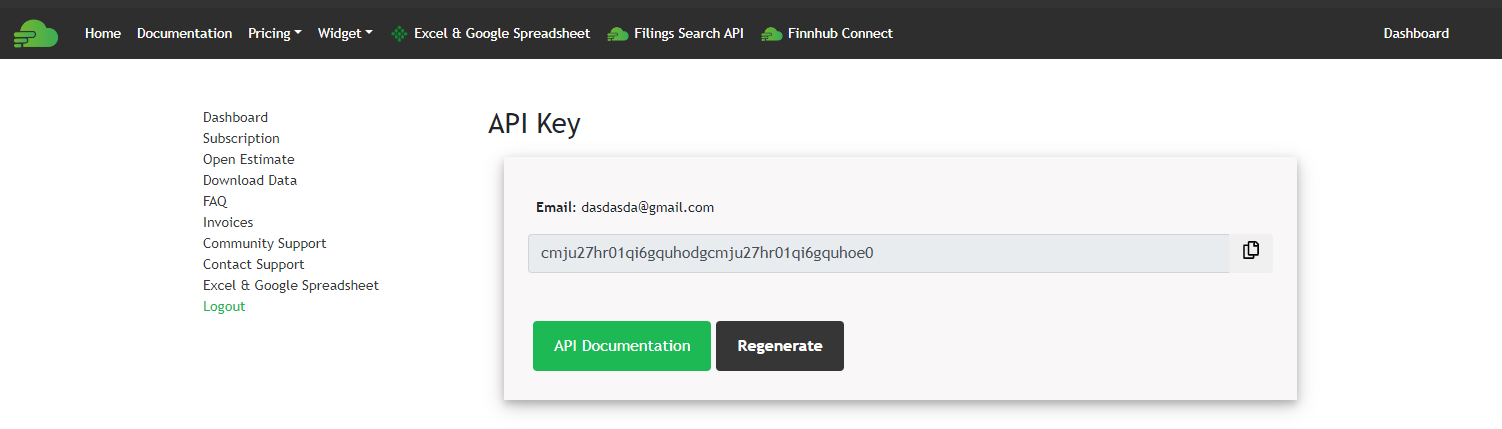 Home Documentation Pricing Widget Excel & Google Spreadsheet Filings Search API Finnhub Connect Dashboard
Dashboard
Subscription
Open Estimate
Download Data
FAQ
Invoices
Community Support
Contact Support
Excel & Google Spreadsheet
Logout
API Key
Email: dasdasda@gmail.com
cmju27hr01qi6gquhodgcmju27hr01qi6gquhoe0
API Documentation Regenerate